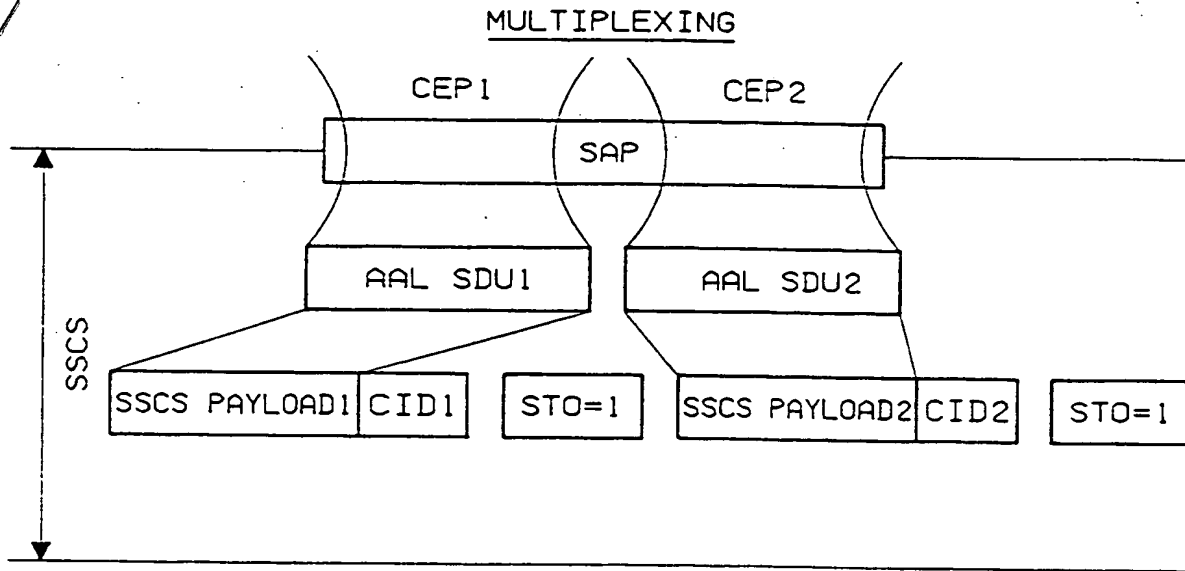 MULTIPLEXING
CEP1 CEP2
SAP
AAL SDU1 AAL SDU2
SSCS
SSCS PAYLOAD1 CID1 STO=1 SSCS PAYLOAD2 CID2 STO=1